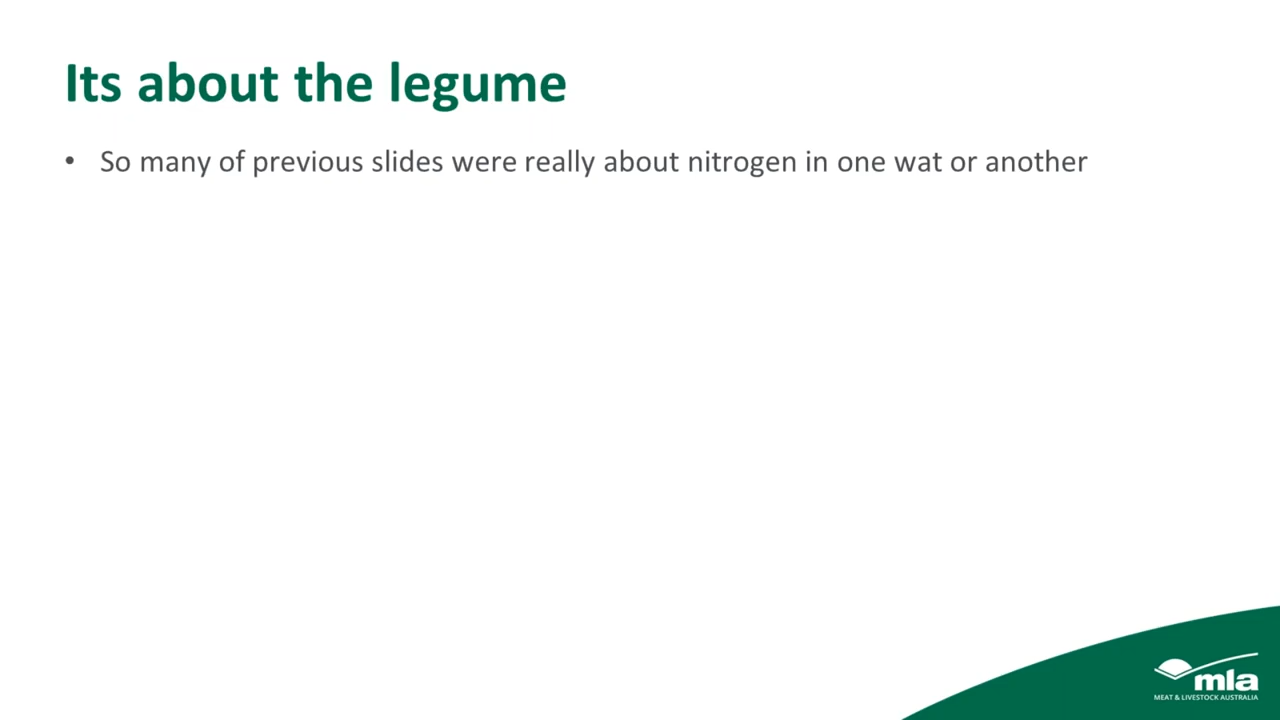 Its about the legume
• So many of previous slides were really about nitrogen in one wat or another
mla
MEAT & LIVESTOCK AUSTRALIA